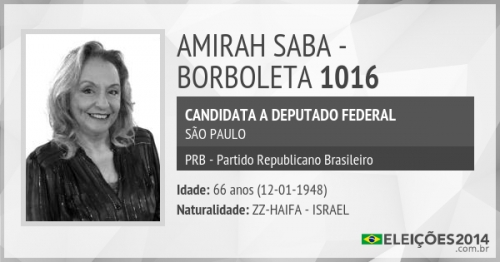 AMIRAH SABA -
BORBOLETA 1016
CANDIDATA A DEPUTADO FEDERAL
SÃO PAULO
PRB - Partido Republicano Brasileiro
Idade: 66 anos (12-01-1948)
Naturalidade: ZZ-HAIFA - ISRAEL
ELEIÇÕES2014
.com.br